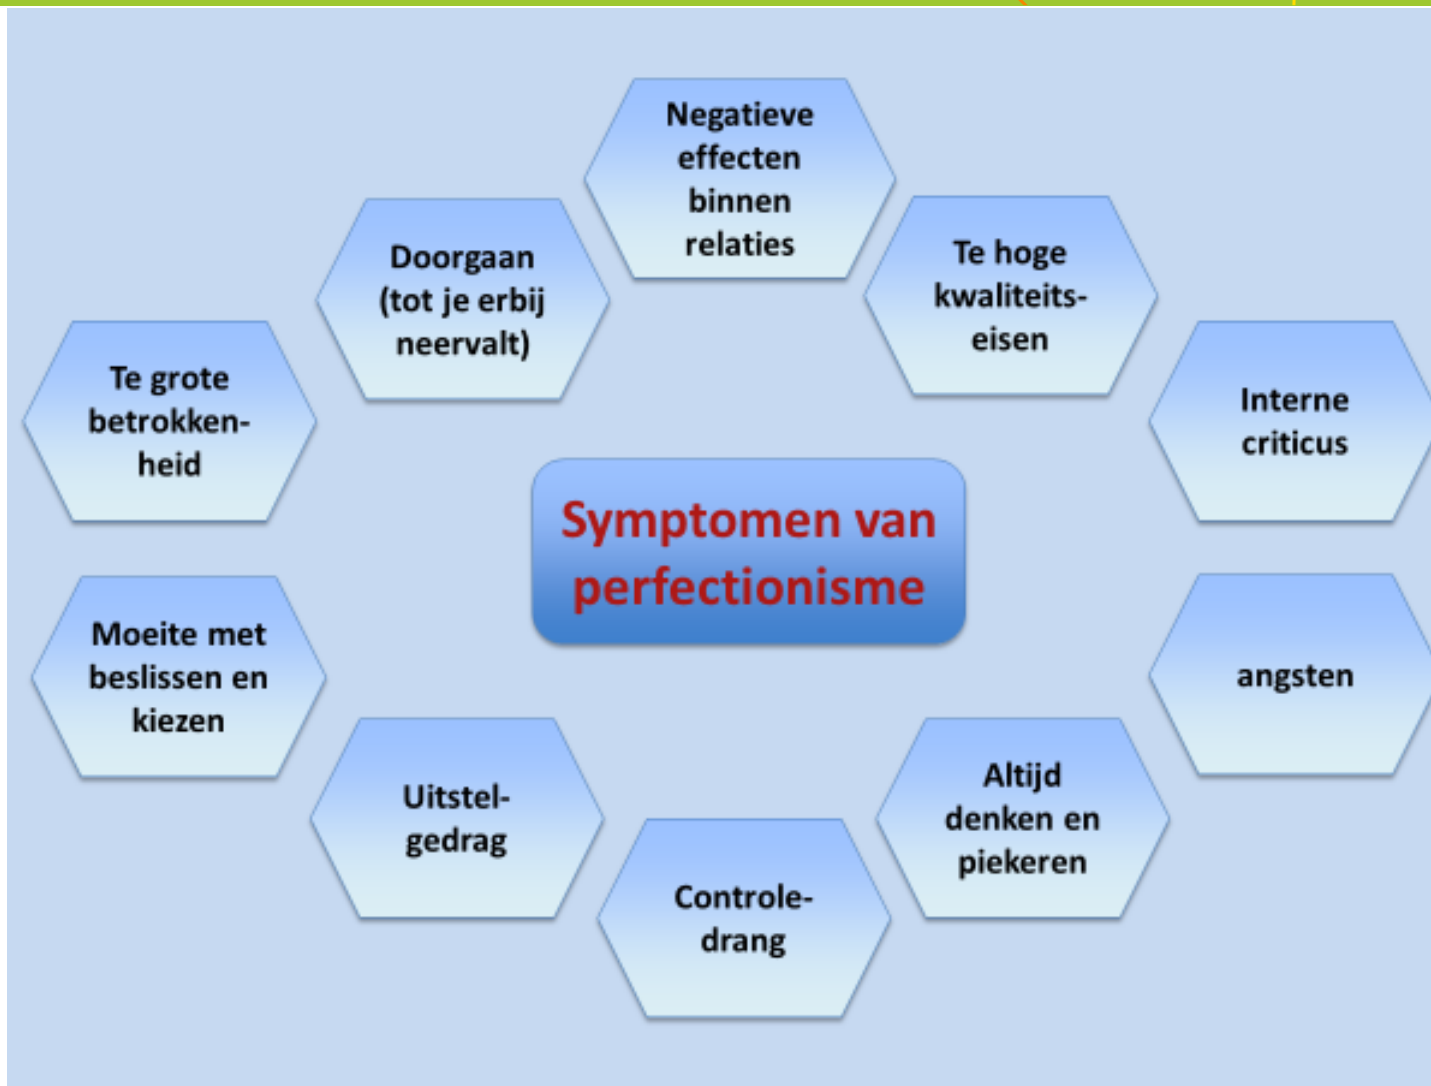 Negatieve
effecten
binnen
relaties
Doorgaan
(tot je erbij
neervalt)
Te hoge
kwaliteits-
eisen
Te grote
betrokken-
heid
Interne
criticus
Symptomen van
perfectionisme
Moeite met
beslissen en
kiezen
angsten
Uitstel-
gedrag
Altijd
denken en
piekeren
Controle-
drang